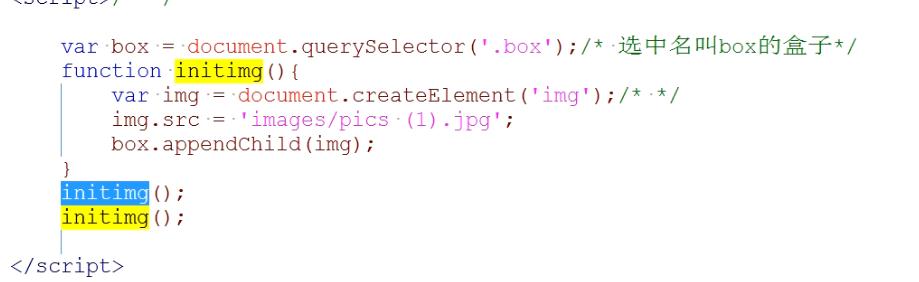 <script>/* */
var box = document.querySelector('.box');/* 选中名叫box的盒子*/
function initimg(){
var img = document.createElement('img');/* */
img.src = 'images/pics (1).jpg';
box.appendChild(img);
}
initimg();
initimg();
</script>